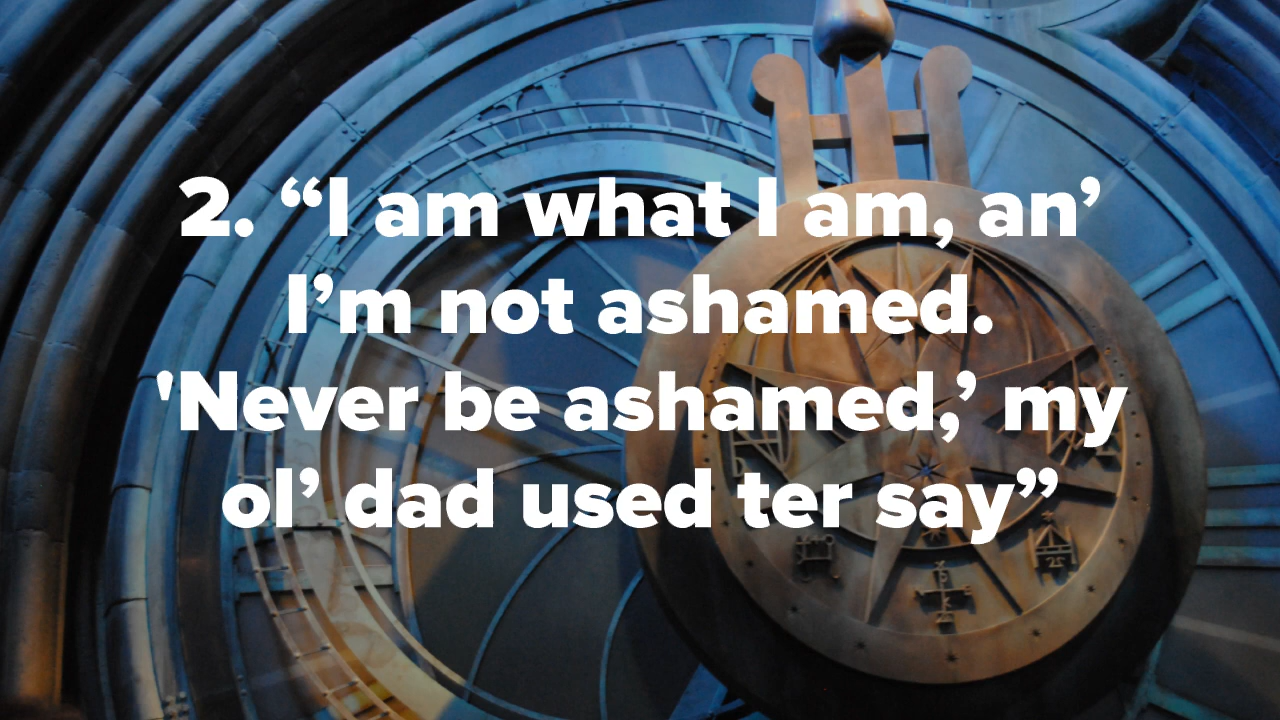 2. “I am what I am, an’
I’m not ashamed.
'Never be ashamed,’ my
ol’ dad used ter say”